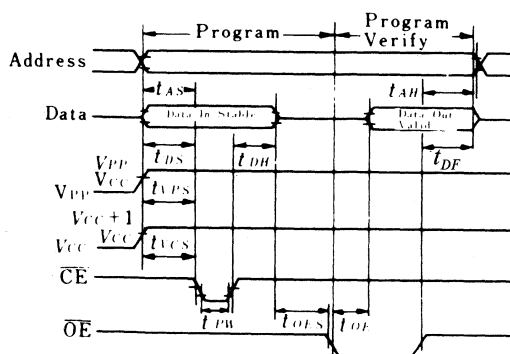 Program
Program
Verify
Address
tAS
tAH
Data
Data In Stable
Data Out
Valid
tDS
tDH
tDF
VPP
VCC
VPP
tVPS
VCC + 1
VCC
VCC
tVCS
CE
tPW
tOES
tOE
OE